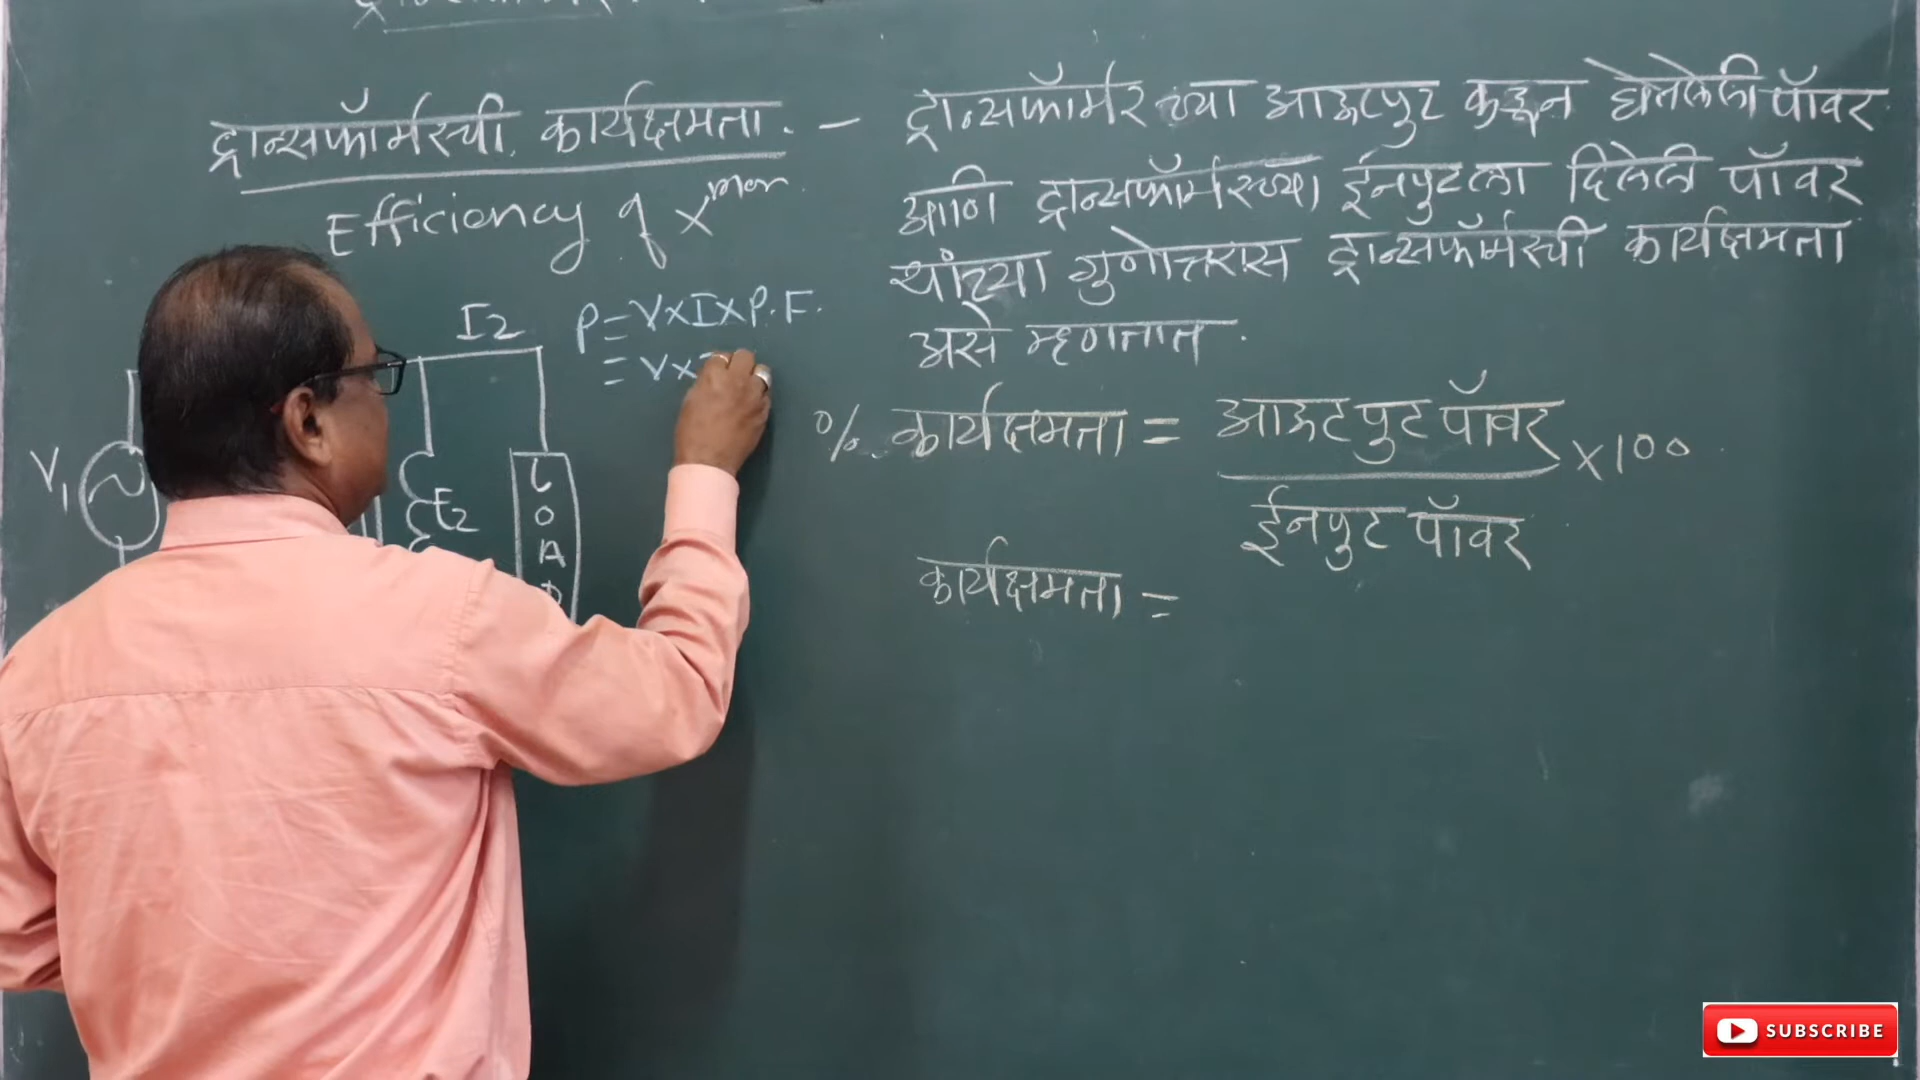 ट्रान्सफॉर्मरची कार्यक्षमता. –
Efficiency of Xmer
ट्रान्सफॉर्मरच्या आऊटपुट कडून घेतलेली पॉवर
आणि ट्रान्सफॉर्मरच्या ईनपुटला दिलेली पॉवर
यांच्या गुणोत्तरास ट्रान्सफॉर्मरची कार्यक्षमता
असे म्हणतात.
I2
P = V×I×P.F.
= V×
V1
E2
LOAD
% कार्यक्षमता = आऊटपुट पॉवर ×100
ईनपुट पॉवर
कार्यक्षमता =
SUBSCRIBE